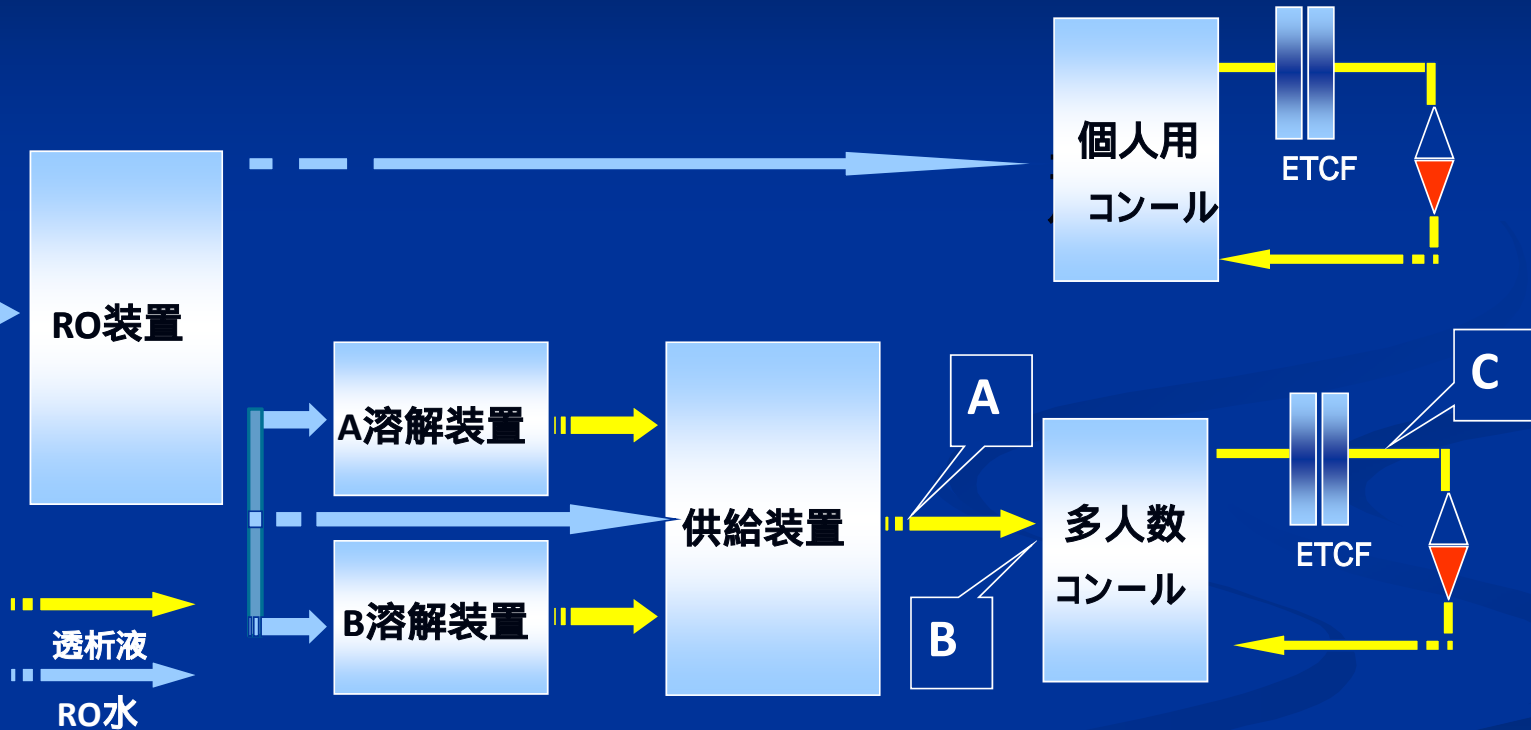 個人用
コンール
ETCF
RO装置
A溶解装置
供給装置
A
多人数
コンール
C
ETCF
B溶解装置
B
透析液
RO水